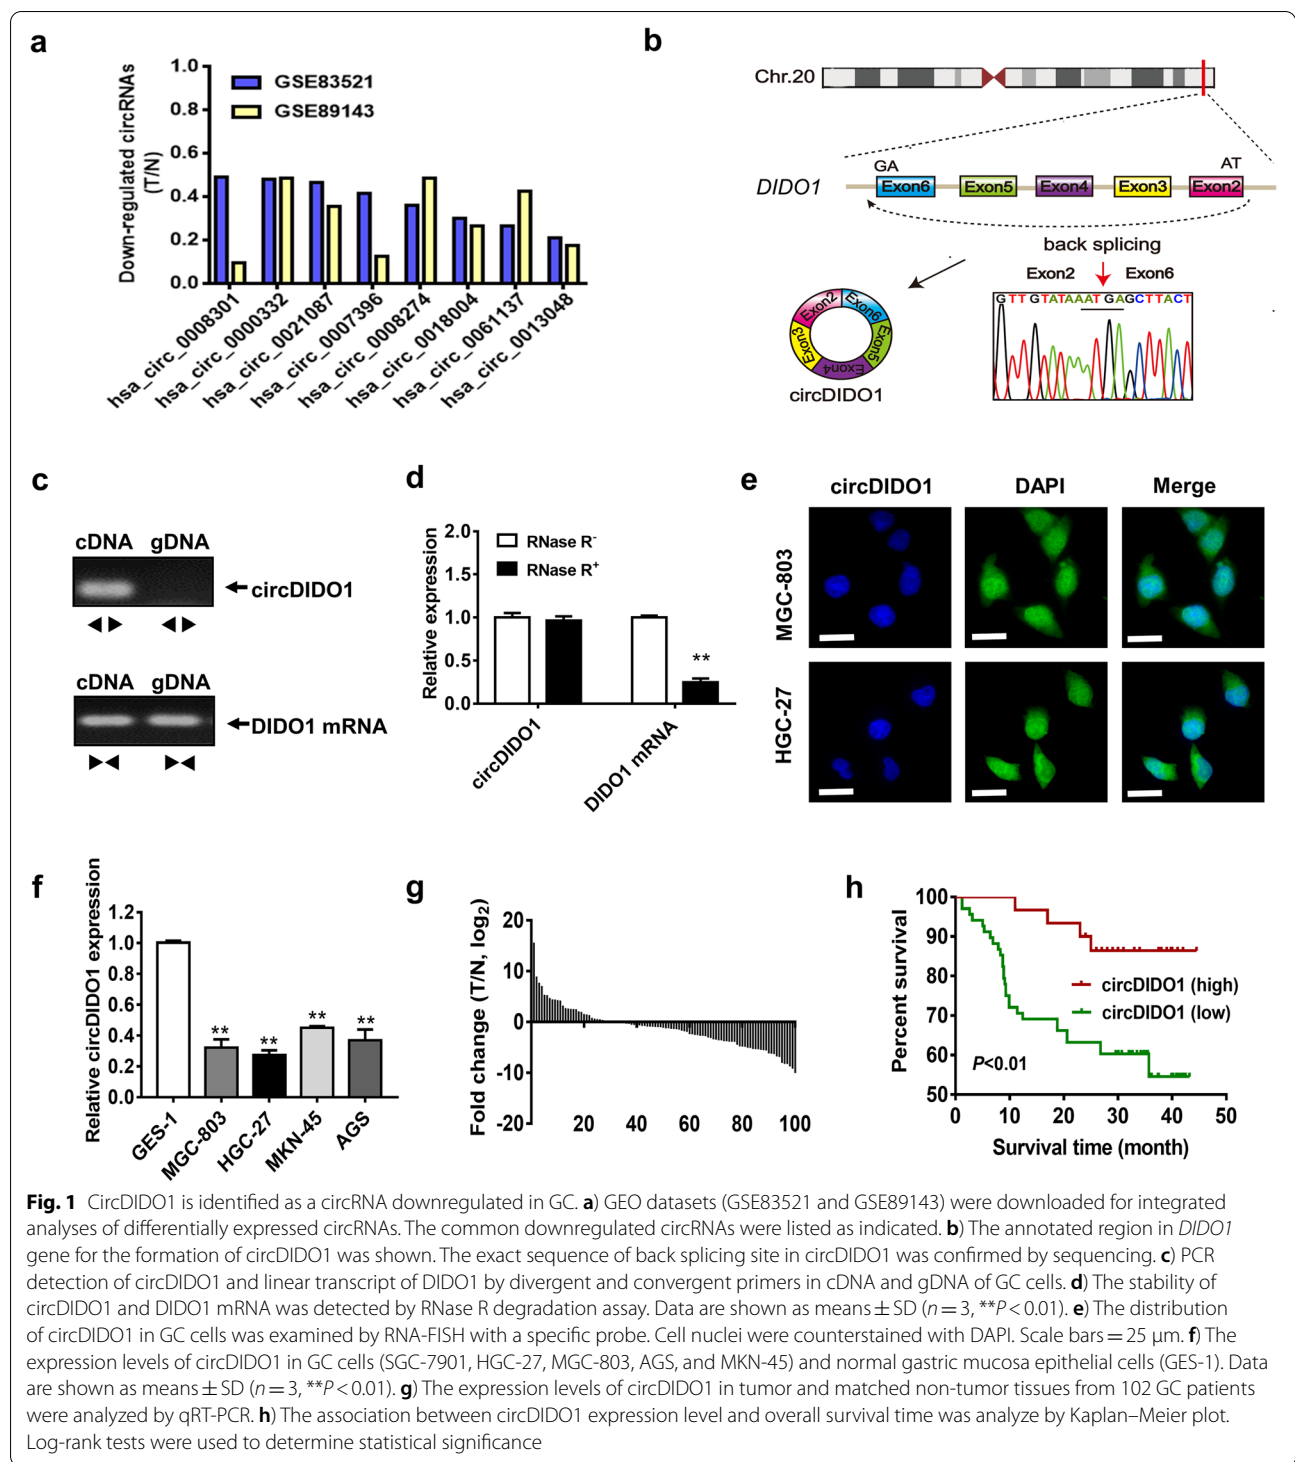 a
Down-regulated circRNAs
(T/N)
1.0
0.8
0.6
0.4
0.2
0.0
GSE83521
GSE89143
hsa_circ_0008301
hsa_circ_0000332
hsa_circ_0021087
hsa_circ_0007396
hsa_circ_0008274
hsa_circ_0018004
hsa_circ_0061137
hsa_circ_0013048
b
Chr.20
GA
AT
DIDO1
Exon6
Exon5
Exon4
Exon3
Exon2
back splicing
Exon2
Exon6
GTTGTATAAATGAGCTTACT
Exon2
Exon6
Exon5
Exon4
Exon3
circDIDO1
c
cDNA gDNA
circDIDO1
cDNA gDNA
DIDO1 mRNA
d
Relative expression
2.0
1.5
1.0
0.5
0.0
RNase R-
RNase R+
**
circDIDO1
DIDO1 mRNA
e
circDIDO1
DAPI
Merge
MGC-803
HGC-27
f
Relative circDIDO1 expression
1.2
1.0
0.8
0.6
0.4
0.2
0.0
**
**
**
**
GES-1
MGC-803
HGC-27
MKN-45
AGS
g
Fold change (T/N, log2)
20
10
0
-10
-20
20
40
60
80
100
h
Percent survival
100
90
80
70
60
50
circDIDO1 (high)
circDIDO1 (low)
P<0.01
0
10
20
30
40
50
Survival time (month)
Fig. 1 CircDIDO1 is identified as a circRNA downregulated in GC. a) GEO datasets (GSE83521 and GSE89143) were downloaded for integrated
analyses of differentially expressed circRNAs. The common downregulated circRNAs were listed as indicated. b) The annotated region in DIDO1
gene for the formation of circDIDO1 was shown. The exact sequence of back splicing site in circDIDO1 was confirmed by sequencing. c) PCR
detection of circDIDO1 and linear transcript of DIDO1 by divergent and convergent primers in cDNA and gDNA of GC cells. d) The stability of
circDIDO1 and DIDO1 mRNA was detected by RNase R degradation assay. Data are shown as means ± SD (n = 3, **P < 0.01). e) The distribution
of circDIDO1 in GC cells was examined by RNA-FISH with a specific probe. Cell nuclei were counterstained with DAPI. Scale bars = 25 μm. f) The
expression levels of circDIDO1 in GC cells (SGC-7901, HGC-27, MGC-803, AGS, and MKN-45) and normal gastric mucosa epithelial cells (GES-1). Data
are shown as means ± SD (n = 3, **P < 0.01). g) The expression levels of circDIDO1 in tumor and matched non-tumor tissues from 102 GC patients
were analyzed by qRT-PCR. h) The association between circDIDO1 expression level and overall survival time was analyze by Kaplan–Meier plot.
Log-rank tests were used to determine statistical significance